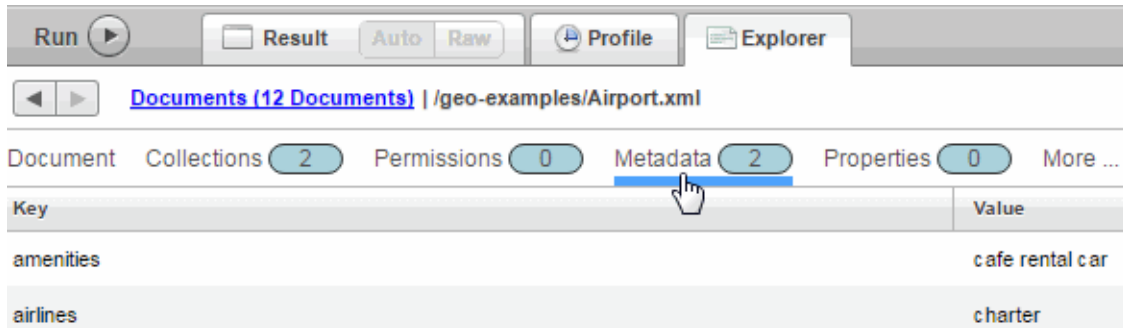 Run Result Auto Raw Profile Explorer
Documents (12 Documents) | /geo-examples/Airport.xml
Document Collections 2 Permissions 0 Metadata 2 Properties 0 More ...
Key Value
amenities cafe rental car
airlines charter